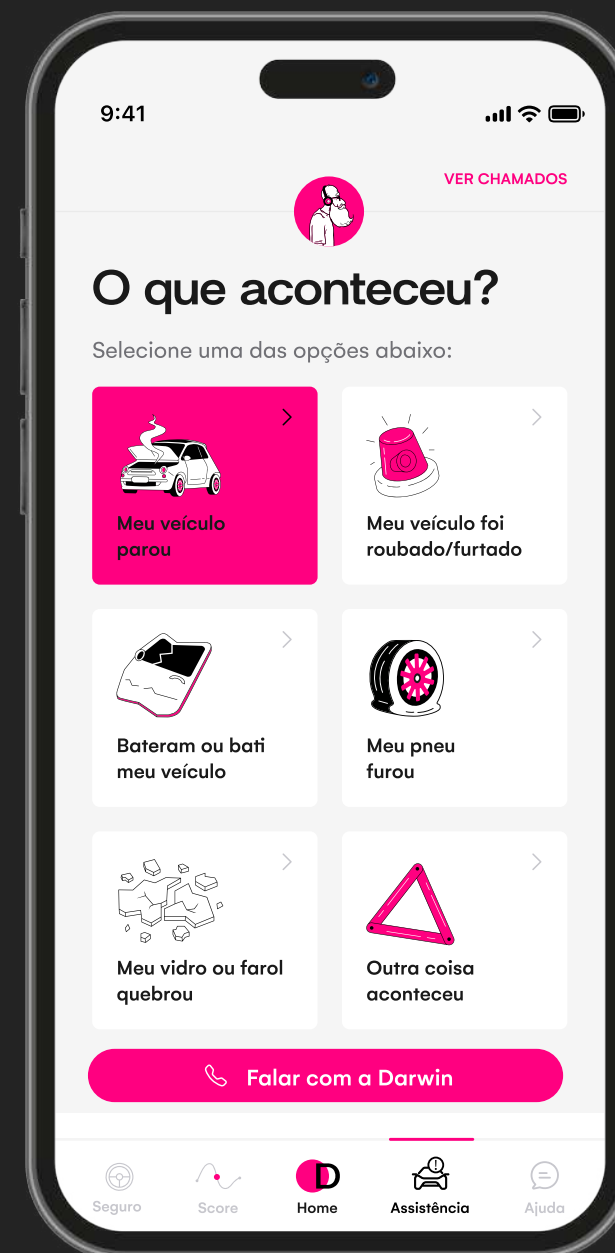 9:41
VER CHAMADOS
O que aconteceu?
Selecione uma das opções abaixo:
Meu veículo
parou
Meu veículo foi
roubado/furtado
Bateram ou bati
meu veículo
Meu pneu
furou
Meu vidro ou farol
quebrou
Outra coisa
aconteceu
Falar com a Darwin
D
Seguro
Score
Home
Assistência
Ajuda